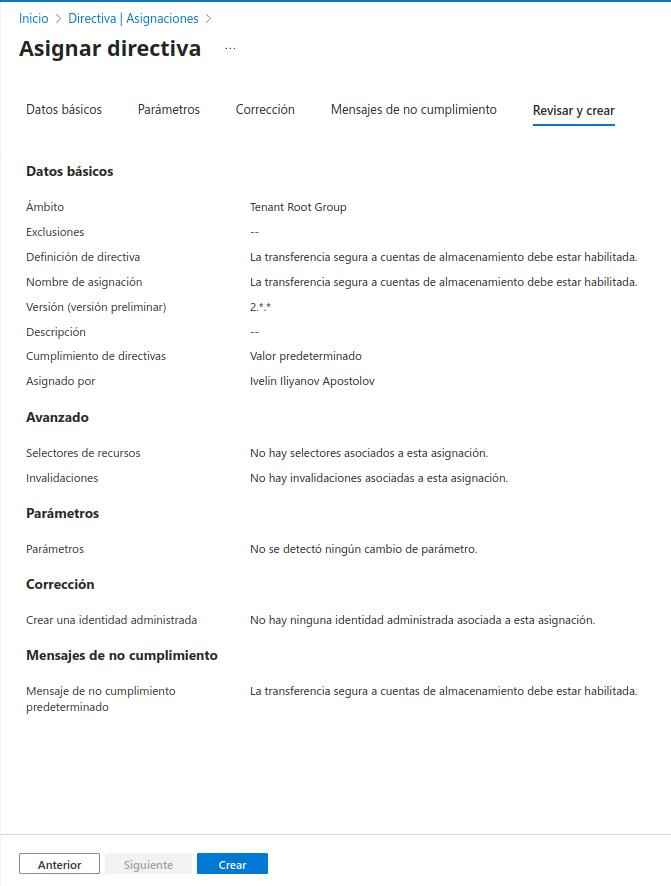 Inicio > Directiva | Asignaciones >
Asignar directiva ...
Datos básicos Parámetros Corrección Mensajes de no cumplimiento Revisar y crear
Datos básicos
Ámbito Tenant Root Group
Exclusiones --
Definición de directiva La transferencia segura a cuentas de almacenamiento debe estar habilitada.
Nombre de asignación La transferencia segura a cuentas de almacenamiento debe estar habilitada.
Versión (versión preliminar) 2.*.*
Descripción --
Cumplimiento de directivas Valor predeterminado
Asignado por Ivelin Iliyanov Apostolov
Avanzado
Selectores de recursos No hay selectores asociados a esta asignación.
Invalidaciones No hay invalidaciones asociadas a esta asignación.
Parámetros
Parámetros No se detectó ningún cambio de parámetro.
Corrección
Crear una identidad administrada No hay ninguna identidad administrada asociada a esta asignación.
Mensajes de no cumplimiento
Mensaje de no cumplimiento La transferencia segura a cuentas de almacenamiento debe estar habilitada.
predeterminado
Anterior Siguiente Crear